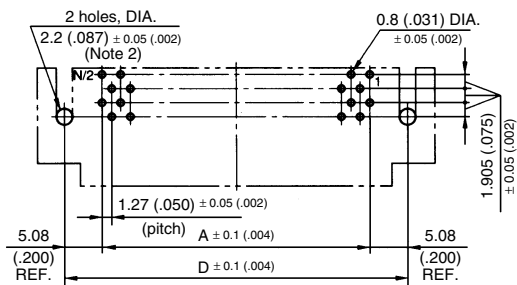 2 holes, DIA.
2.2 (.087) ± 0.05 (.002)
(Note 2)
0.8 (.031) DIA.
± 0.05 (.002)
N/2
1
1.905 (.075)
± 0.05 (.002)
1.27 (.050) ± 0.05 (.002)
(pitch)
5.08
(.200)
REF.
A ± 0.1 (.004)
5.08
(.200)
REF.
D ± 0.1 (.004)